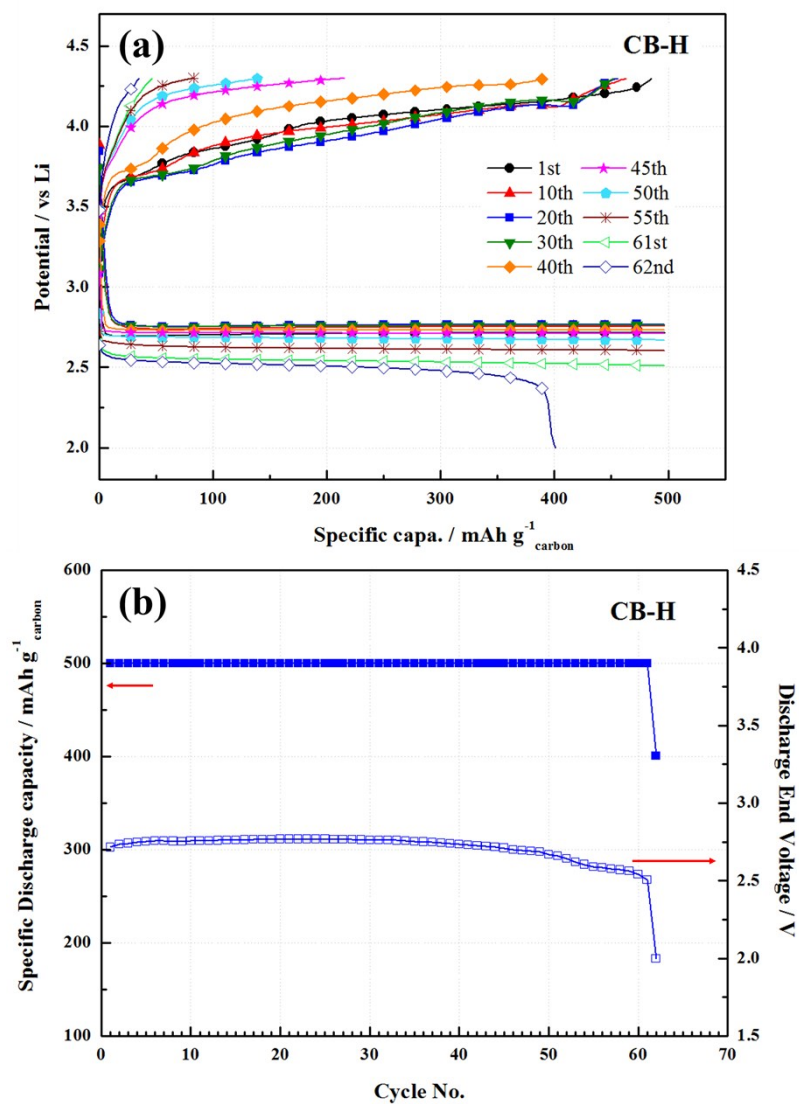 (a)
CB-H
4.5
4.0
3.5
3.0
2.5
2.0
Potential / vs Li
1st
10th
20th
30th
40th
45th
50th
55th
61st
62nd
0
100
200
300
400
500
Specific capa. / mAh g⁻¹carbon
(b)
CB-H
600
500
400
300
200
100
Specific Discharge capacity / mAh g⁻¹carbon
4.5
4.0
3.5
3.0
2.5
2.0
1.5
Discharge End Voltage / V
0
10
20
30
40
50
60
70
Cycle No.